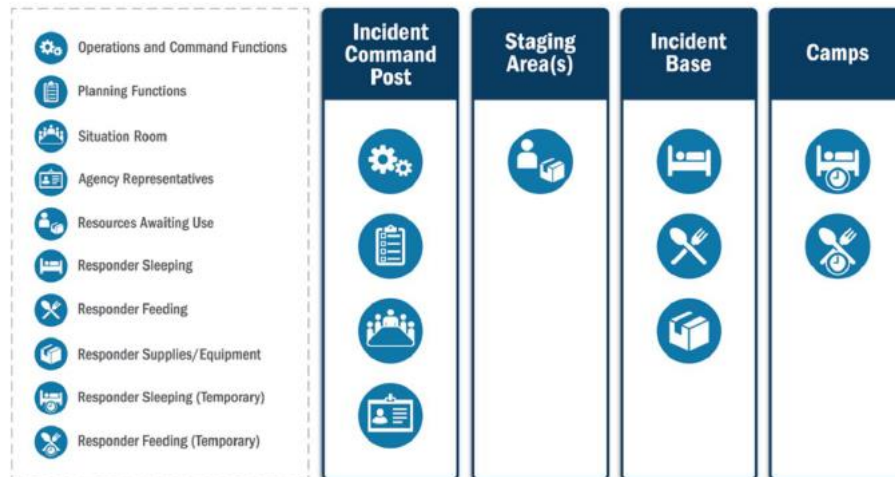 Operations and Command Functions
Planning Functions
Situation Room
Agency Representatives
Resources Awaiting Use
Responder Sleeping
Responder Feeding
Responder Supplies/Equipment
Responder Sleeping (Temporary)
Responder Feeding (Temporary)
Incident
Command
Post
Staging
Area(s)
Incident
Base
Camps